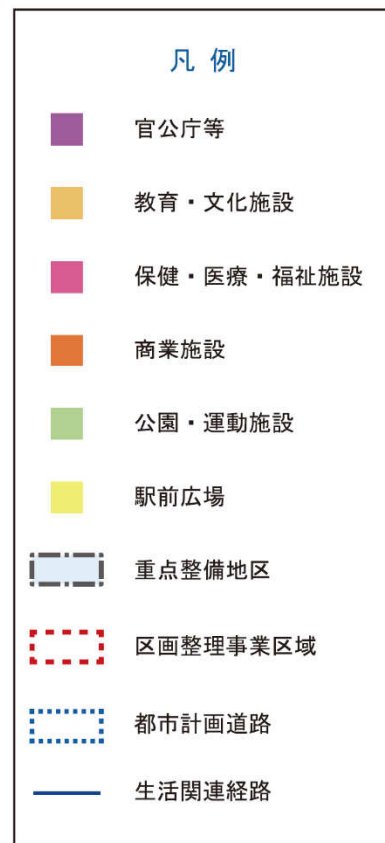 凡例
官公庁等
教育・文化施設
保健・医療・福祉施設
商業施設
公園・運動施設
駅前広場
重点整備地区
区画整理事業区域
都市計画道路
生活関連経路